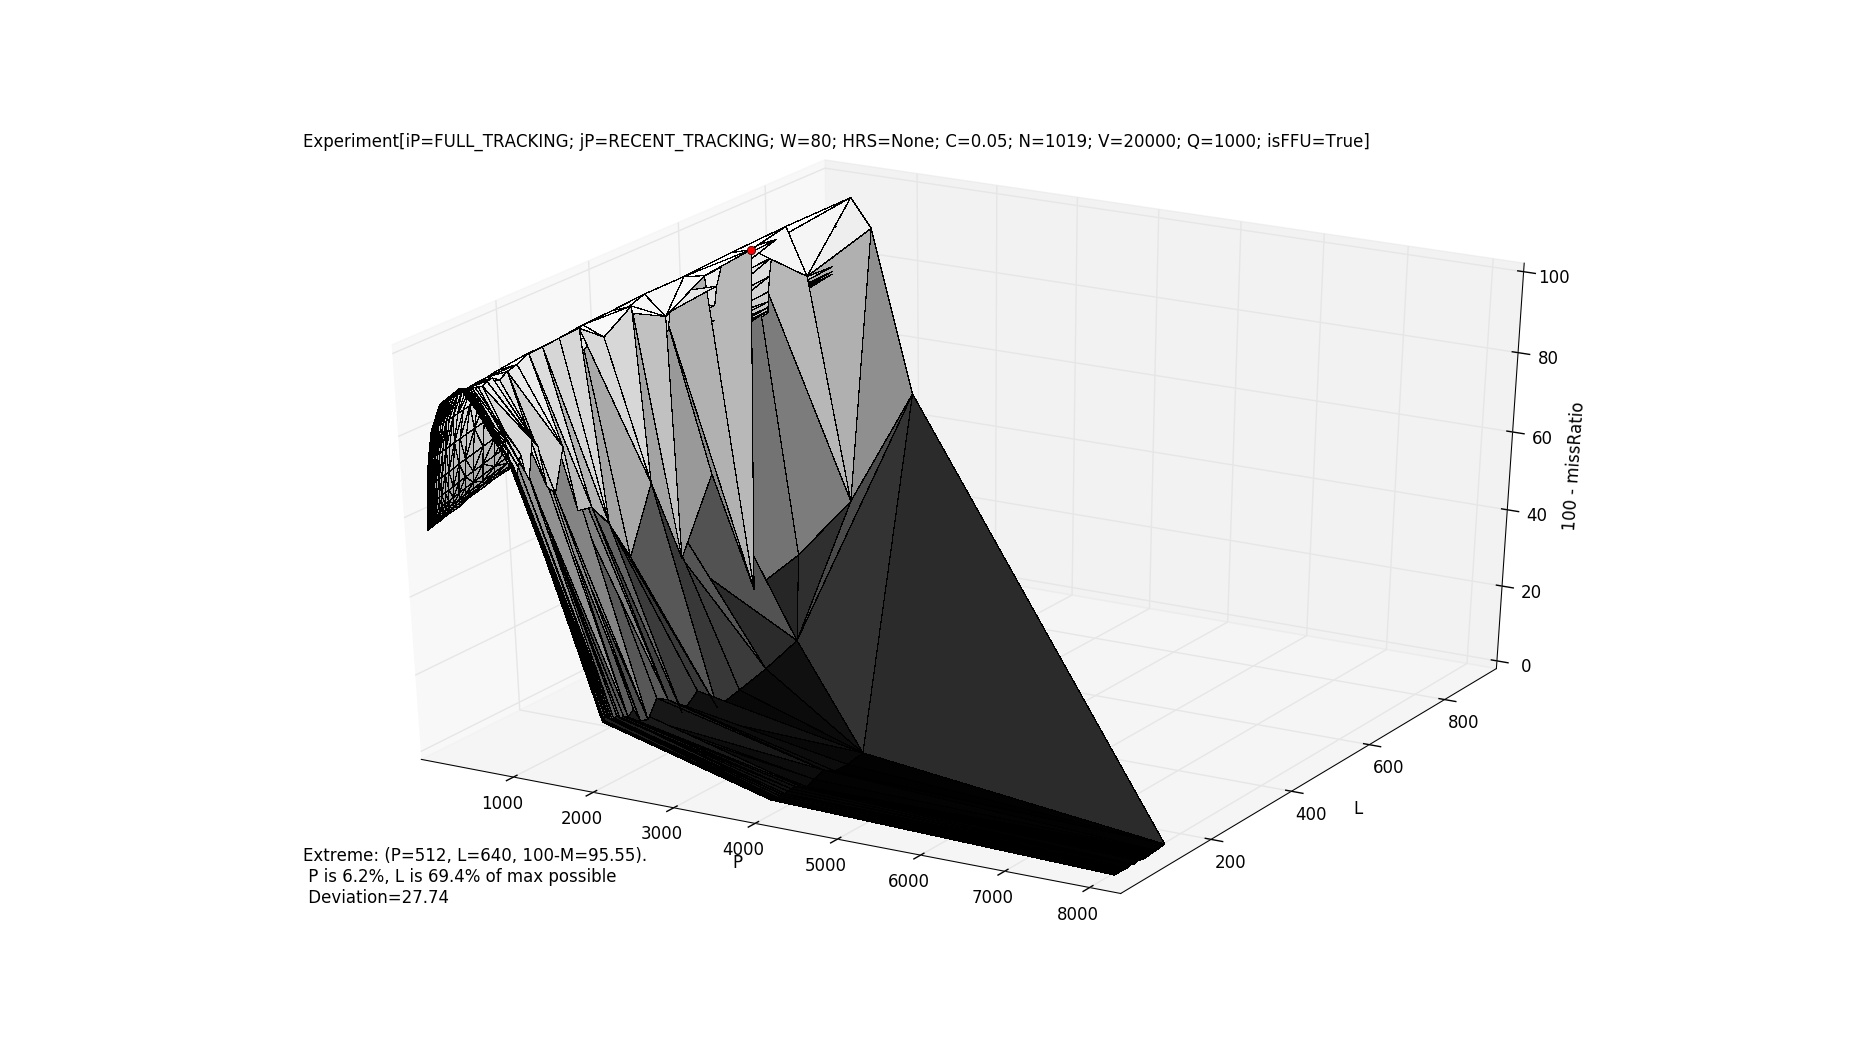 Experiment[iP=FULL_TRACKING; jP=RECENT_TRACKING; W=80; HRS=None; C=0.05; N=1019; V=20000; Q=1000; isFFU=True]
100
80
60
40
20
0
100 - missRatio
800
600
400
200
L
1000
2000
3000
4000
5000
6000
7000
8000
P
Extreme: (P=512, L=640, 100-M=95.55).
P is 6.2%, L is 69.4% of max possible
Deviation=27.74